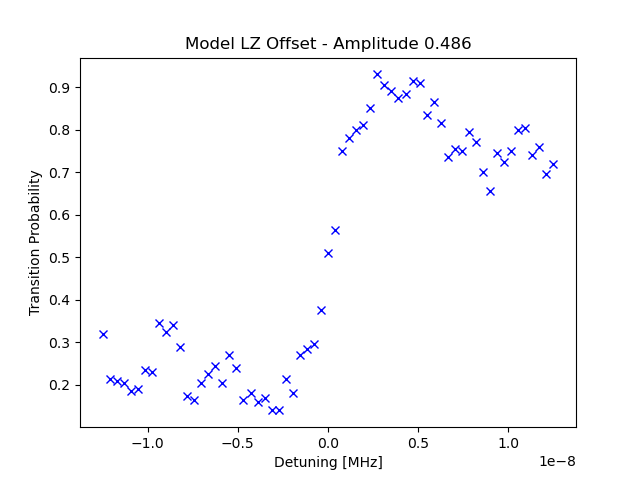 Model LZ Offset - Amplitude 0.486
Transition Probability
0.9
0.8
0.7
0.6
0.5
0.4
0.3
0.2
−1.0 −0.5 0.0 0.5 1.0
1e−8
Detuning [MHz]